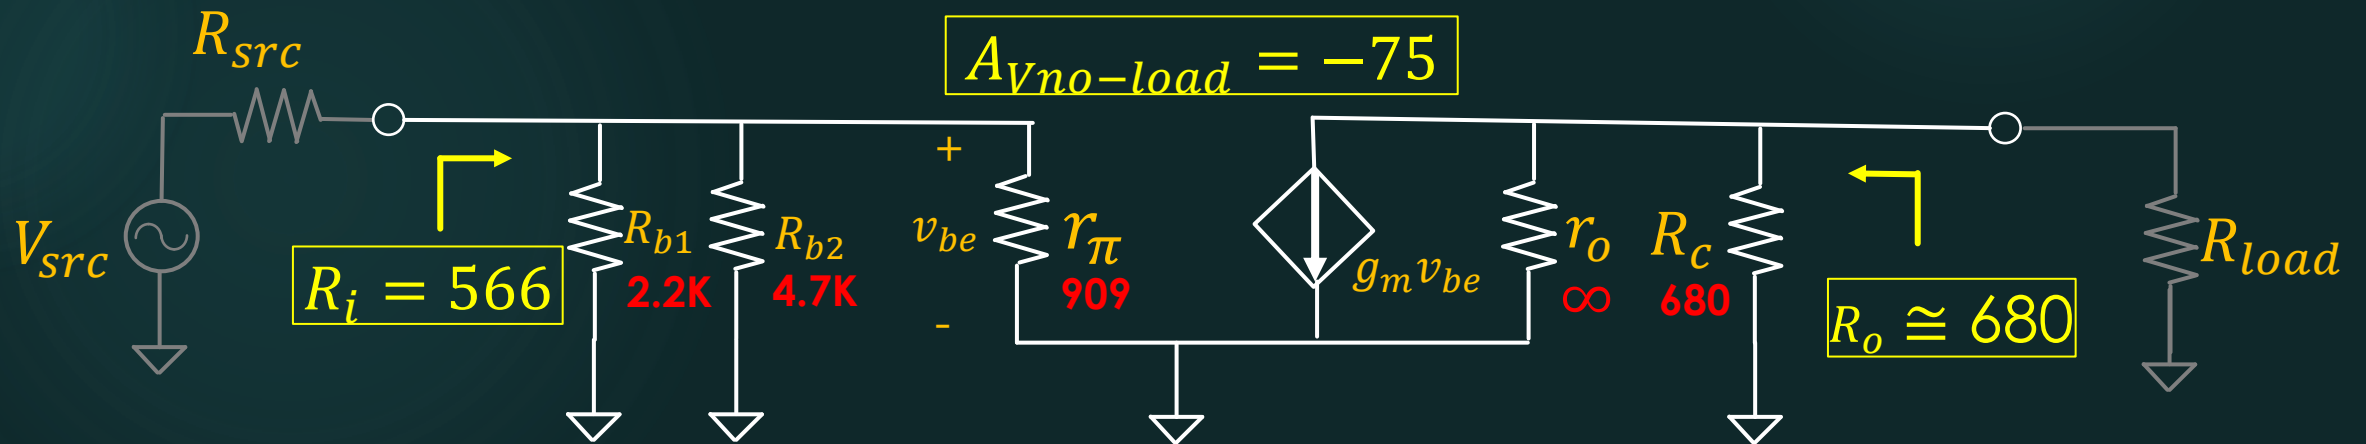 R_src
A_Vno−load = −75
V_src
R_i = 566
R_b1
2.2K
R_b2
4.7K
+
v_be
-
r_π
909
g_m v_be
r_o
∞
R_c
680
R_o ≅ 680
R_load